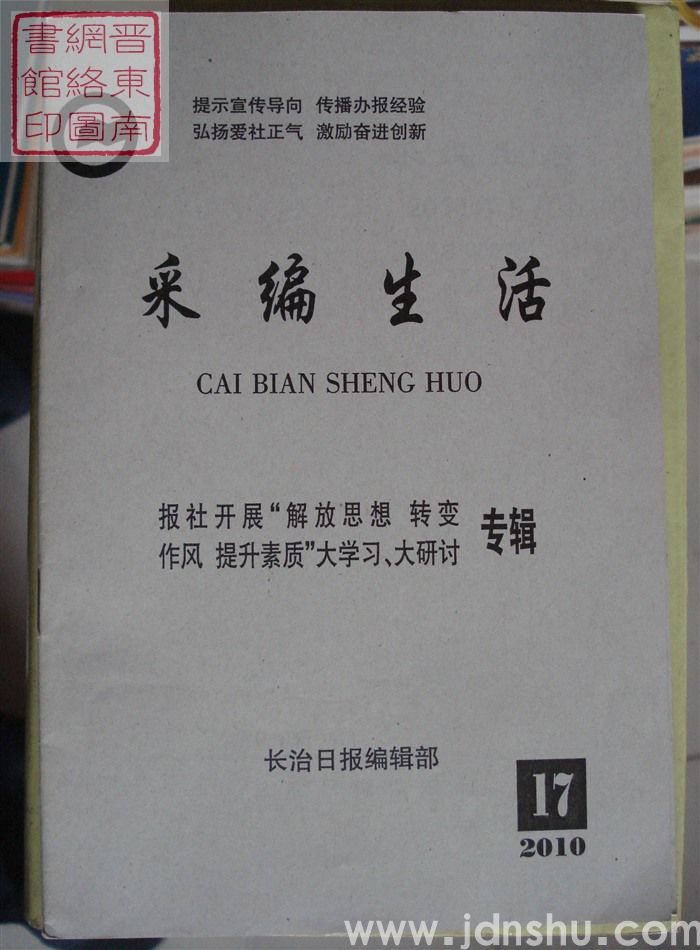 晋东南
網絡圖
書館印
提示宣传导向 传播办报经验
弘扬爱社正气 激励奋进创新
采编生活
CAI BIAN SHENG HUO
报社开展“解放思想 转变
作风 提升素质”大学习、大研讨
专辑
长治日报编辑部
17
2010
www.jdnshu.com